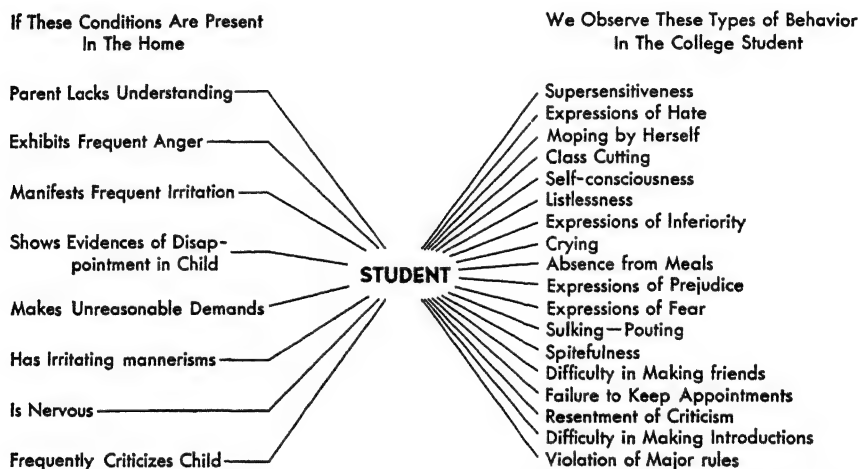 If These Conditions Are Present
In The Home
Parent Lacks Understanding
Exhibits Frequent Anger
Manifests Frequent Irritation
Shows Evidences of Disap-
pointment in Child
Makes Unreasonable Demands
Has Irritating mannerisms
Is Nervous
Frequently Criticizes Child
STUDENT
We Observe These Types of Behavior
In The College Student
Supersensitiveness
Expressions of Hate
Moping by Herself
Class Cutting
Self-consciousness
Listlessness
Expressions of Inferiority
Crying
Absence from Meals
Expressions of Prejudice
Expressions of Fear
Sulking—Pouting
Spitefulness
Difficulty in Making friends
Failure to Keep Appointments
Resentment of Criticism
Difficulty in Making Introductions
Violation of Major rules